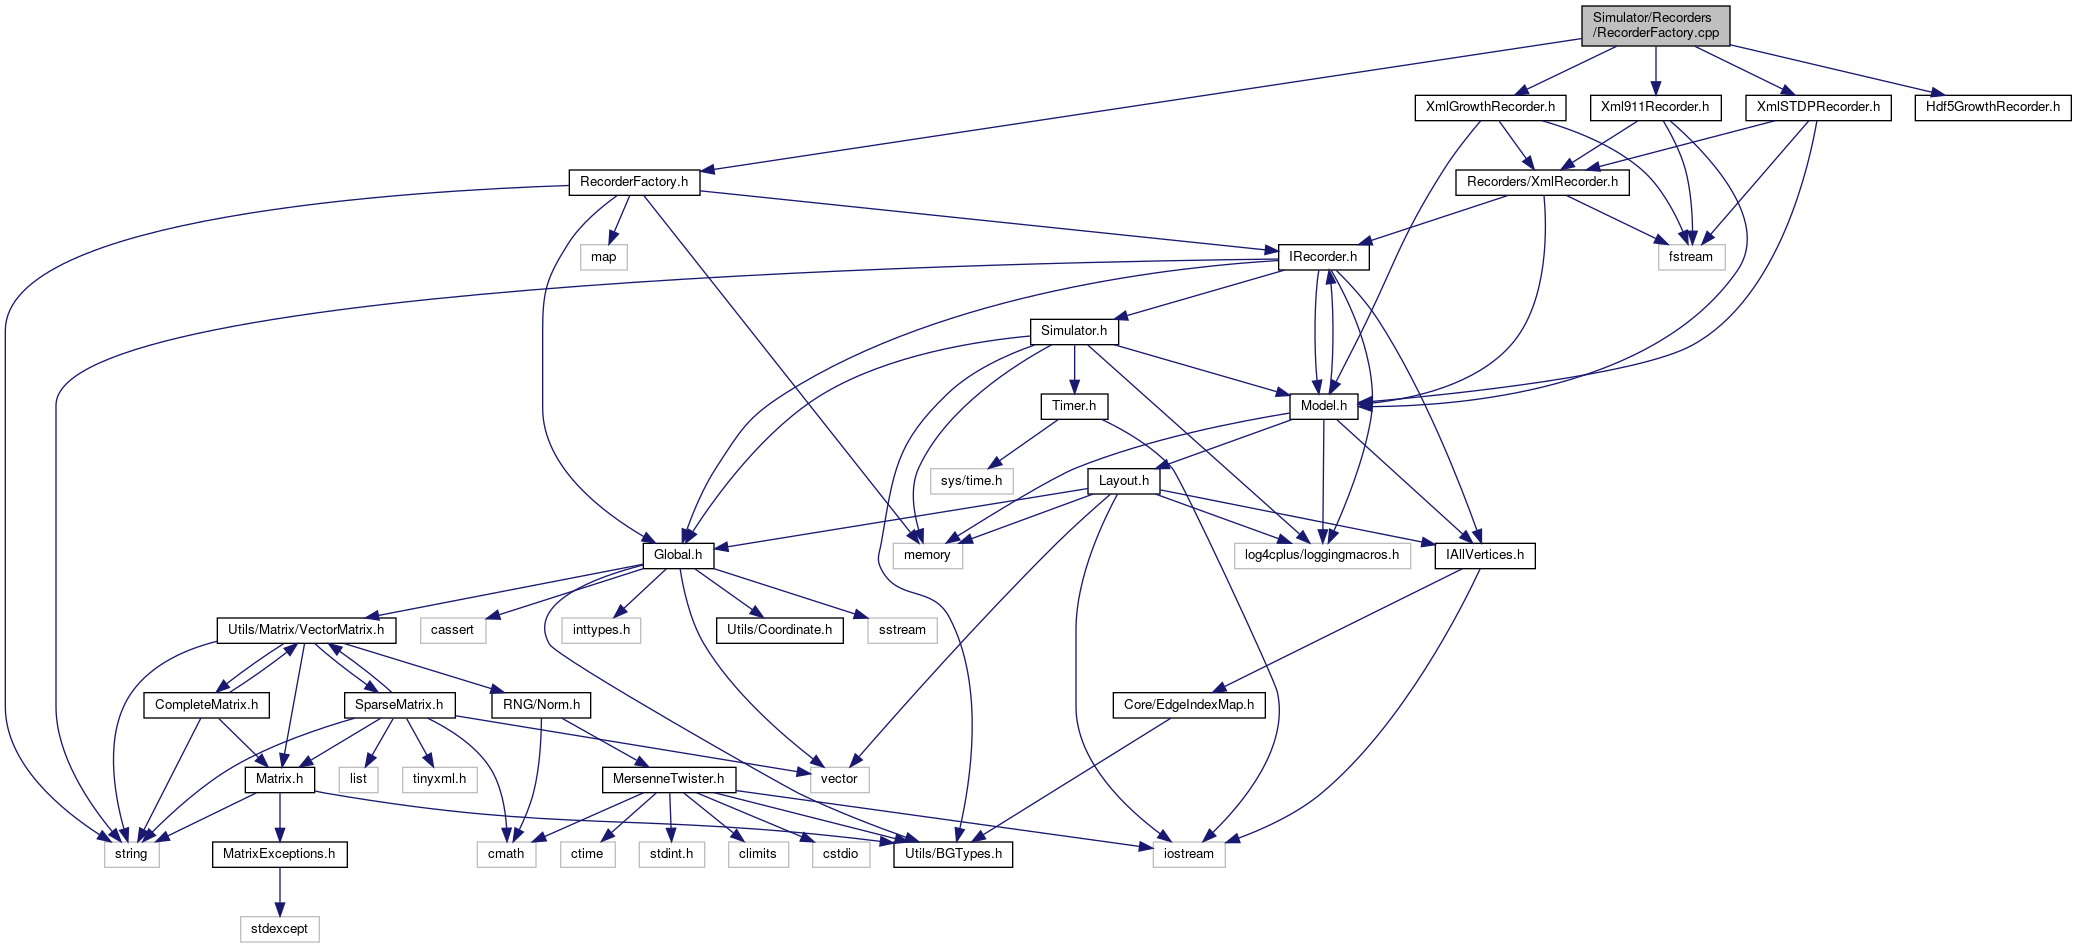 Simulator/Recorders
/RecorderFactory.cpp
XmlGrowthRecorder.h
Xml911Recorder.h
XmlSTDPRecorder.h
Hdf5GrowthRecorder.h
RecorderFactory.h
Recorders/XmlRecorder.h
map
IRecorder.h
fstream
Simulator.h
Timer.h
Model.h
sys/time.h
Layout.h
Global.h
memory
log4cplus/loggingmacros.h
IAllVertices.h
Utils/Matrix/VectorMatrix.h
cassert
inttypes.h
Utils/Coordinate.h
sstream
CompleteMatrix.h
SparseMatrix.h
RNG/Norm.h
Core/EdgeIndexMap.h
Matrix.h
list
tinyxml.h
MersenneTwister.h
vector
string
MatrixExceptions.h
cmath
ctime
stdint.h
climits
cstdio
Utils/BGTypes.h
iostream
stdexcept